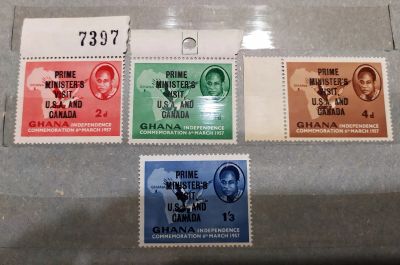 7397
PRIME
MINISTER'S
VISIT,
U.S.A. AND
CANADA
2d
GHANA INDEPENDENCE
COMMEMORATION 6TH MARCH 1957
PRIME
MINISTER'S
VISIT,
U.S.A. AND
CANADA
d
GHANA INDEPENDENCE
COMMEMORATION 6TH MARCH 1957
PRIME
MINISTER'S
VISIT,
U.S.A. AND
CANADA
4d
GHANA INDEPENDENCE
COMMEMORATION 6TH MARCH 1957
PRIME
MINISTER'S
VISIT,
U.S.A. AND
CANADA
1'3
GHANA INDEPENDENCE
COMMEMORATION 6TH MARCH 1957